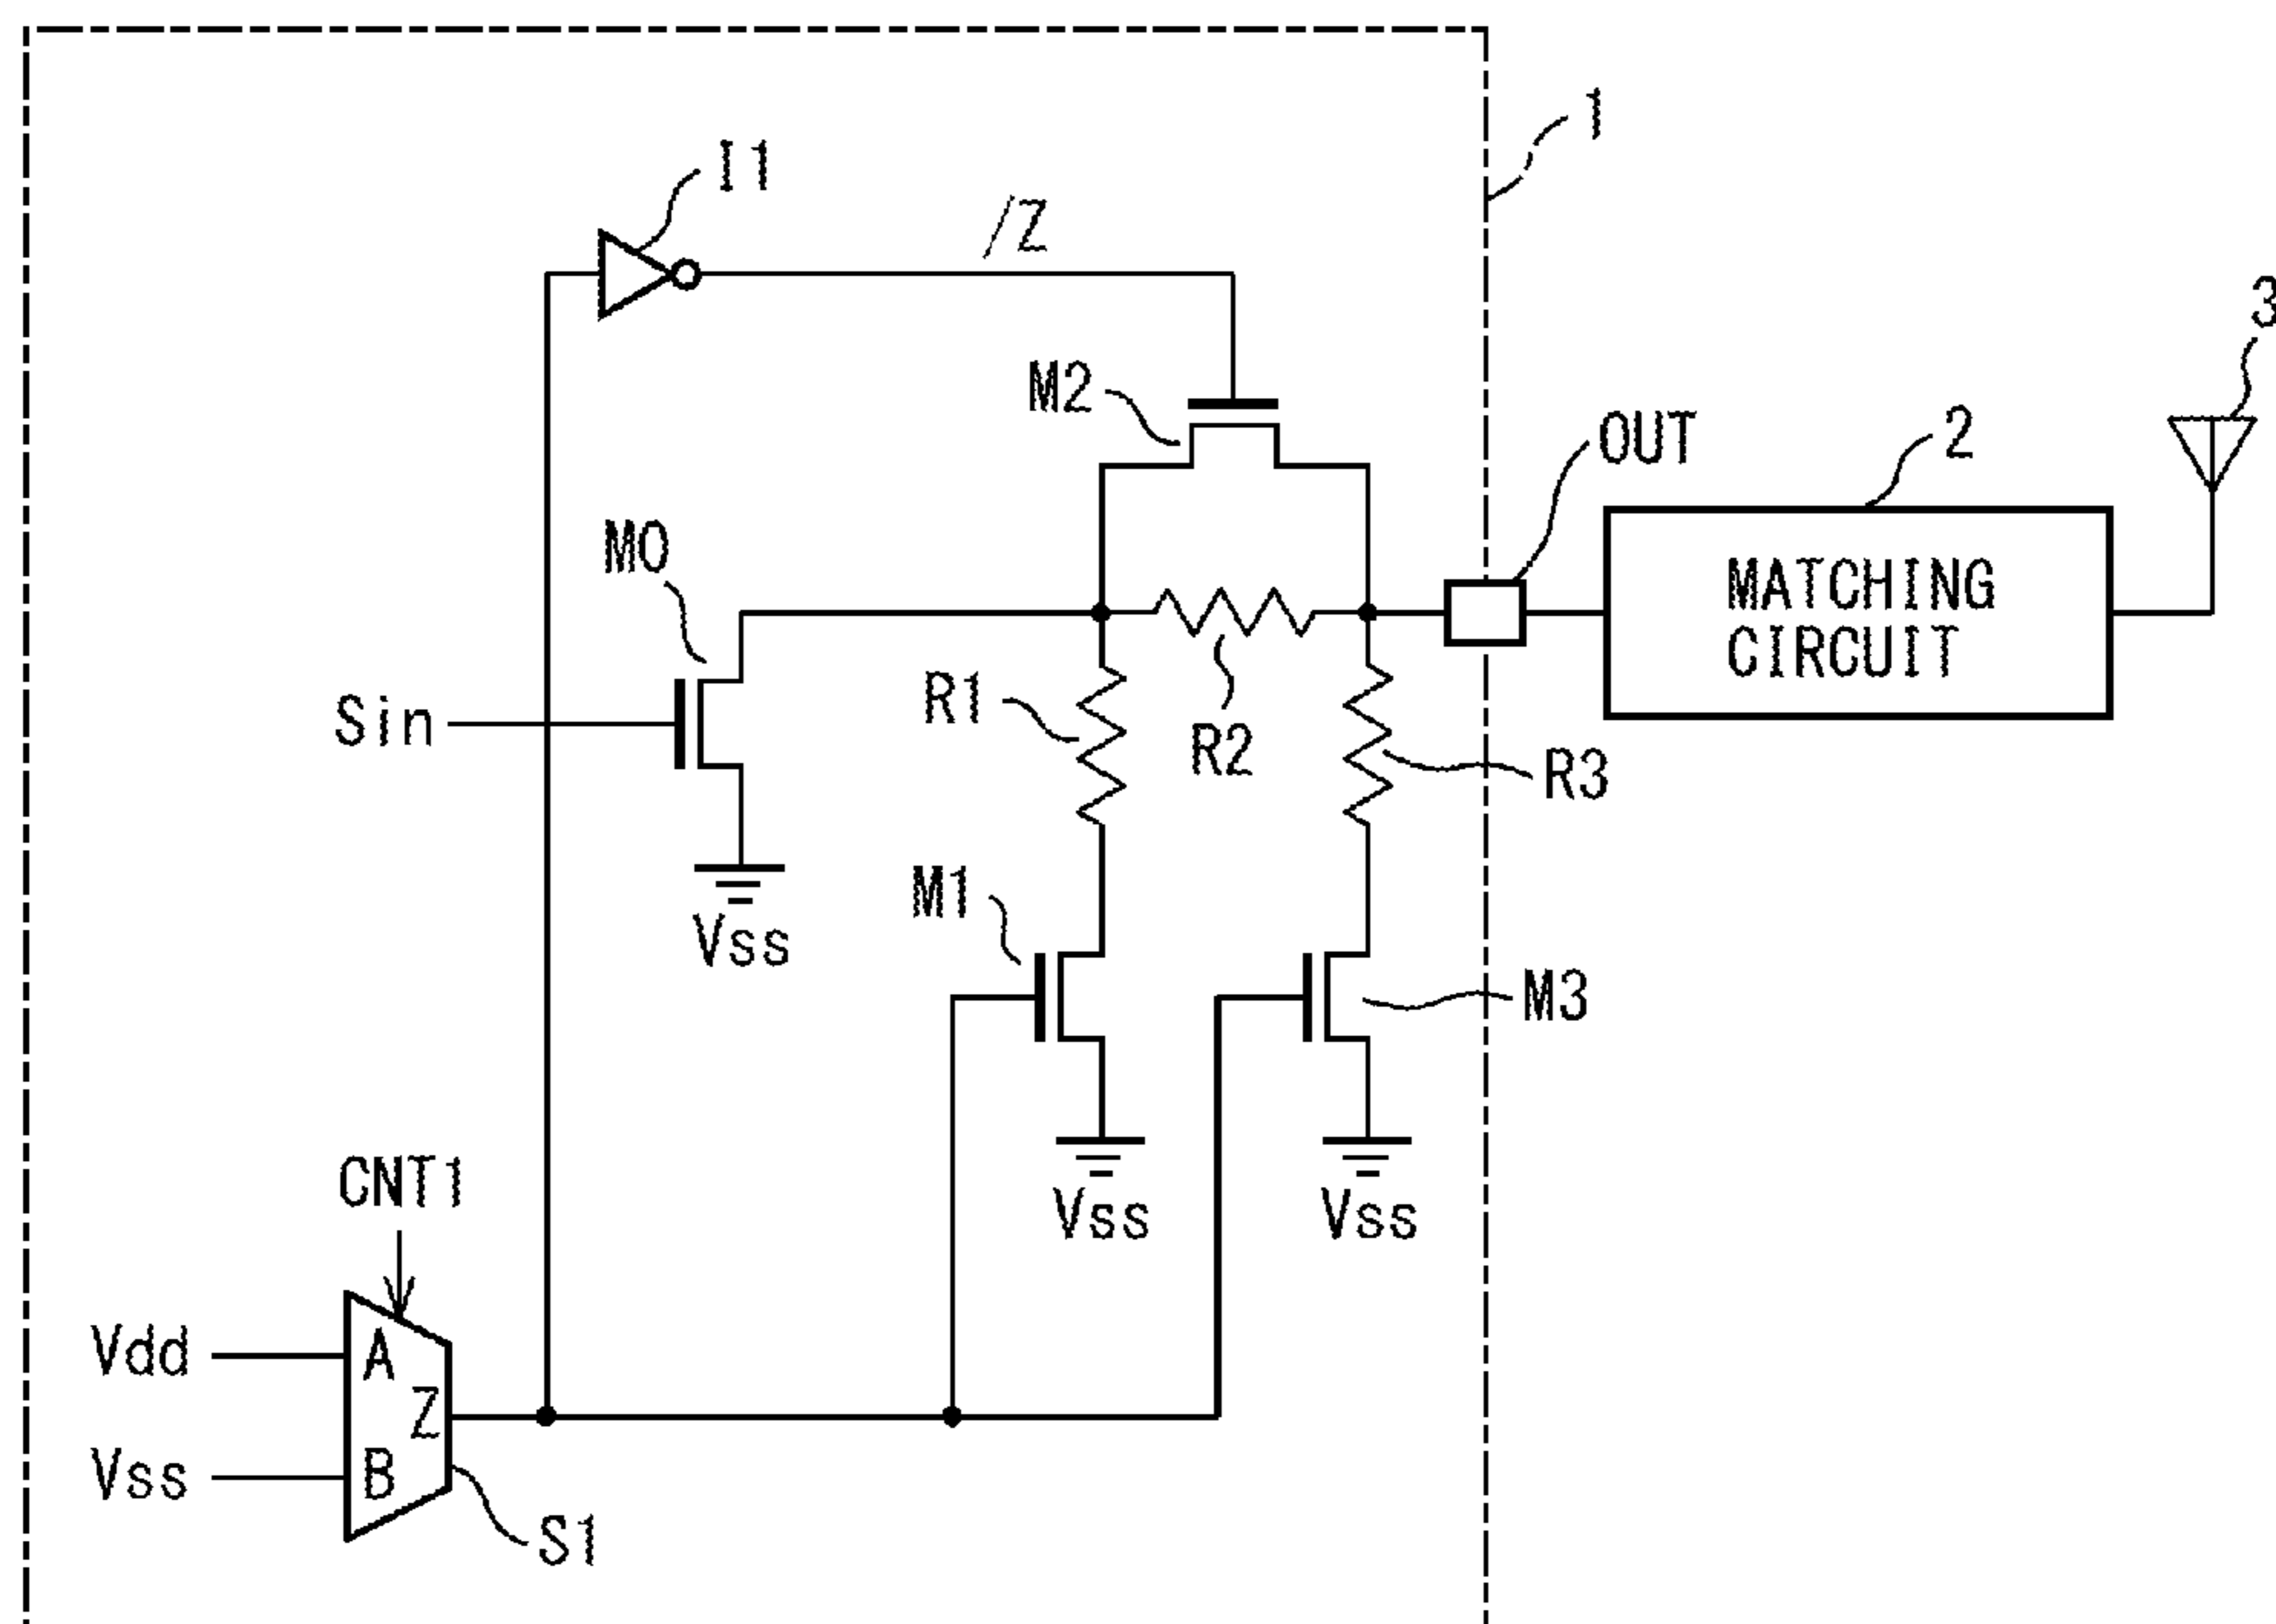 1
I1
/Z
3
M2
OUT
2
M0
MATCHING
CIRCUIT
R1
Sin
R2
R3
M1
Vss
M3
CNT1
Vss
Vss
Vdd
A
Z
Vss
B
S1